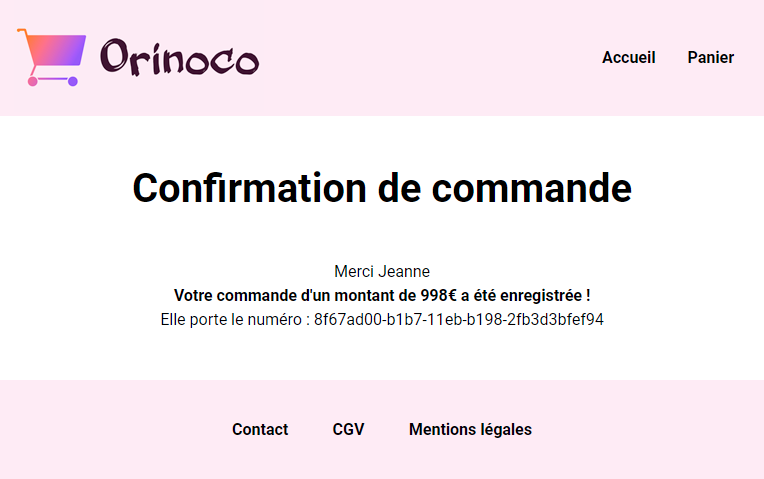 Orinoco
Accueil Panier
Confirmation de commande
Merci Jeanne
Votre commande d'un montant de 998€ a été enregistrée !
Elle porte le numéro : 8f67ad00-b1b7-11eb-b198-2fb3d3bfef94
Contact CGV Mentions légales